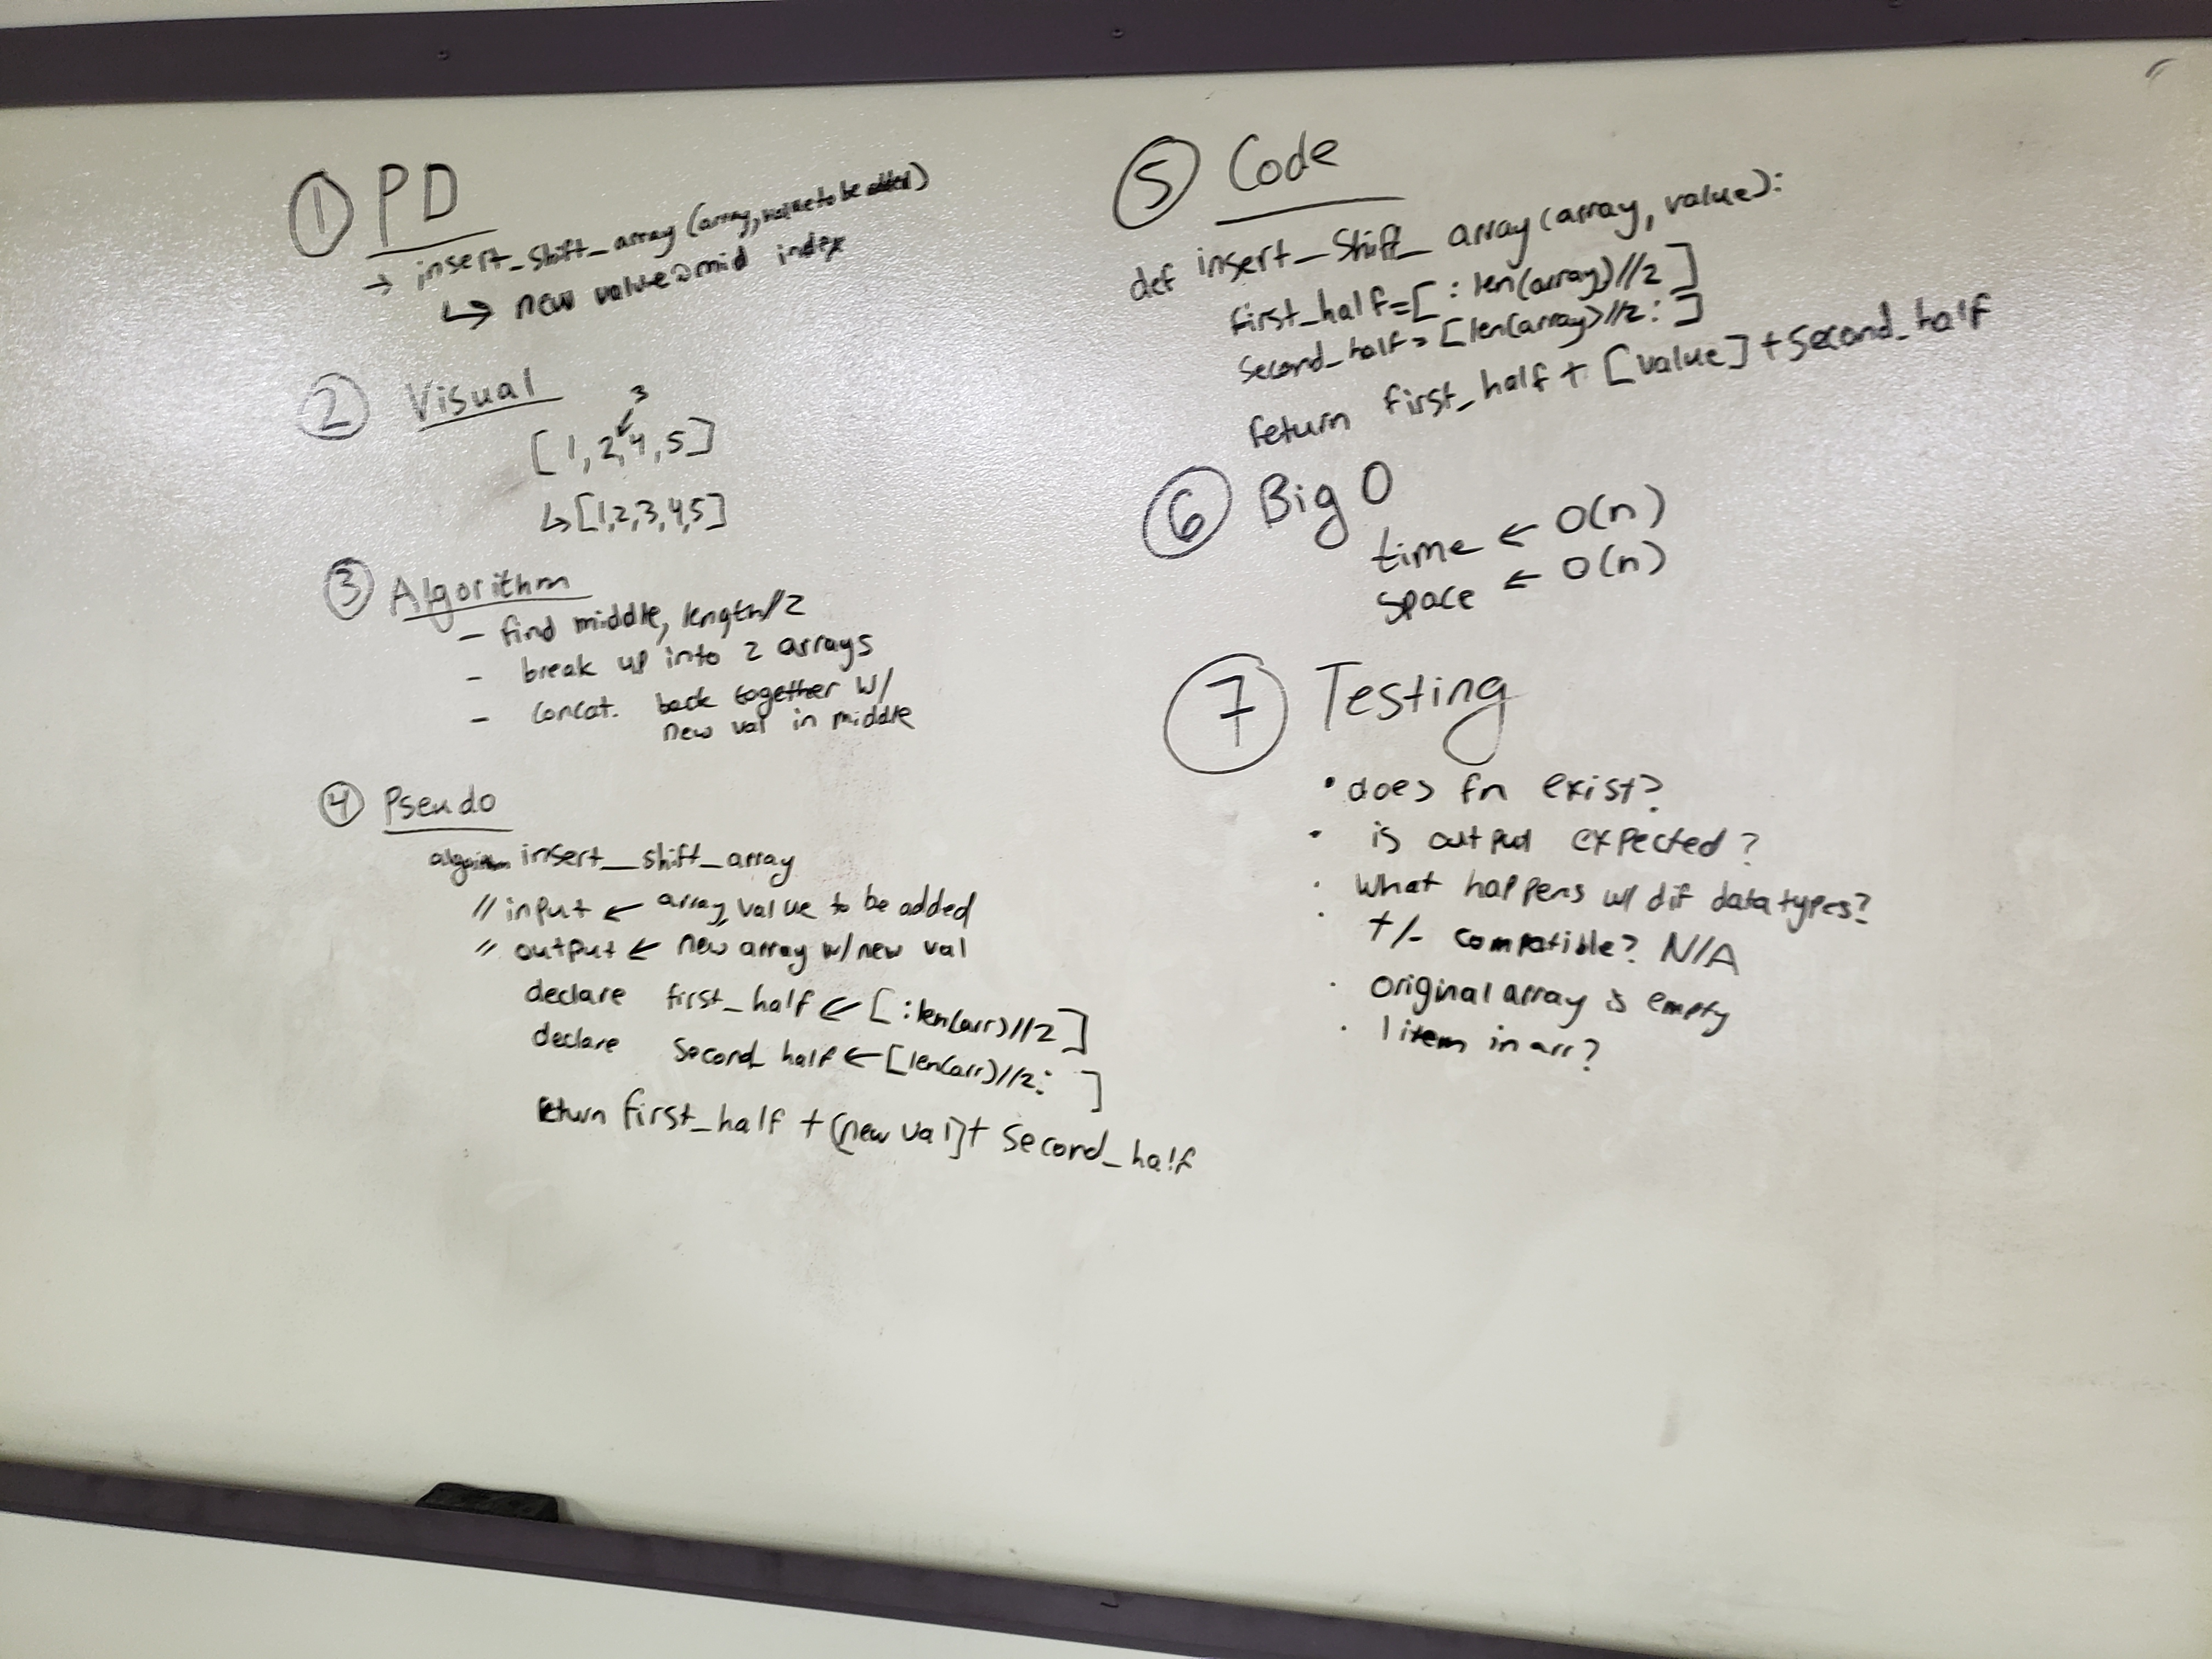 ① PD
→ insert_shift_array (array, value to be added)
↳ new value @ mid index
② Visual
3
[1, 2, 4, 5]
↳ [1,2,3,4,5]
③ Algorithm
- find middle, length//2
- break up into 2 arrays
- concat. back together w/
new val in middle
④ Pseudo
algorithm insert__shift_array
// input ← array, value to be added
// output ← new array w/ new val
declare first_half ← [:len(arr)//2]
declare second_half ← [len(arr)//2: ]
return first_half + [new val] + second_half
⑤ Code
def insert_shift_array(array, value):
first_half=[: len(array)//2]
second_half= [len(array)//2:]
return first_half + [value] + second_half
⑥ Big O
time ← O(n)
space ← O(n)
⑦ Testing
• does fn exist?
• is output expected?
• what happens w/ dif data types?
• +/- compatible? N/A
• original array is empty
• 1 item in arr?